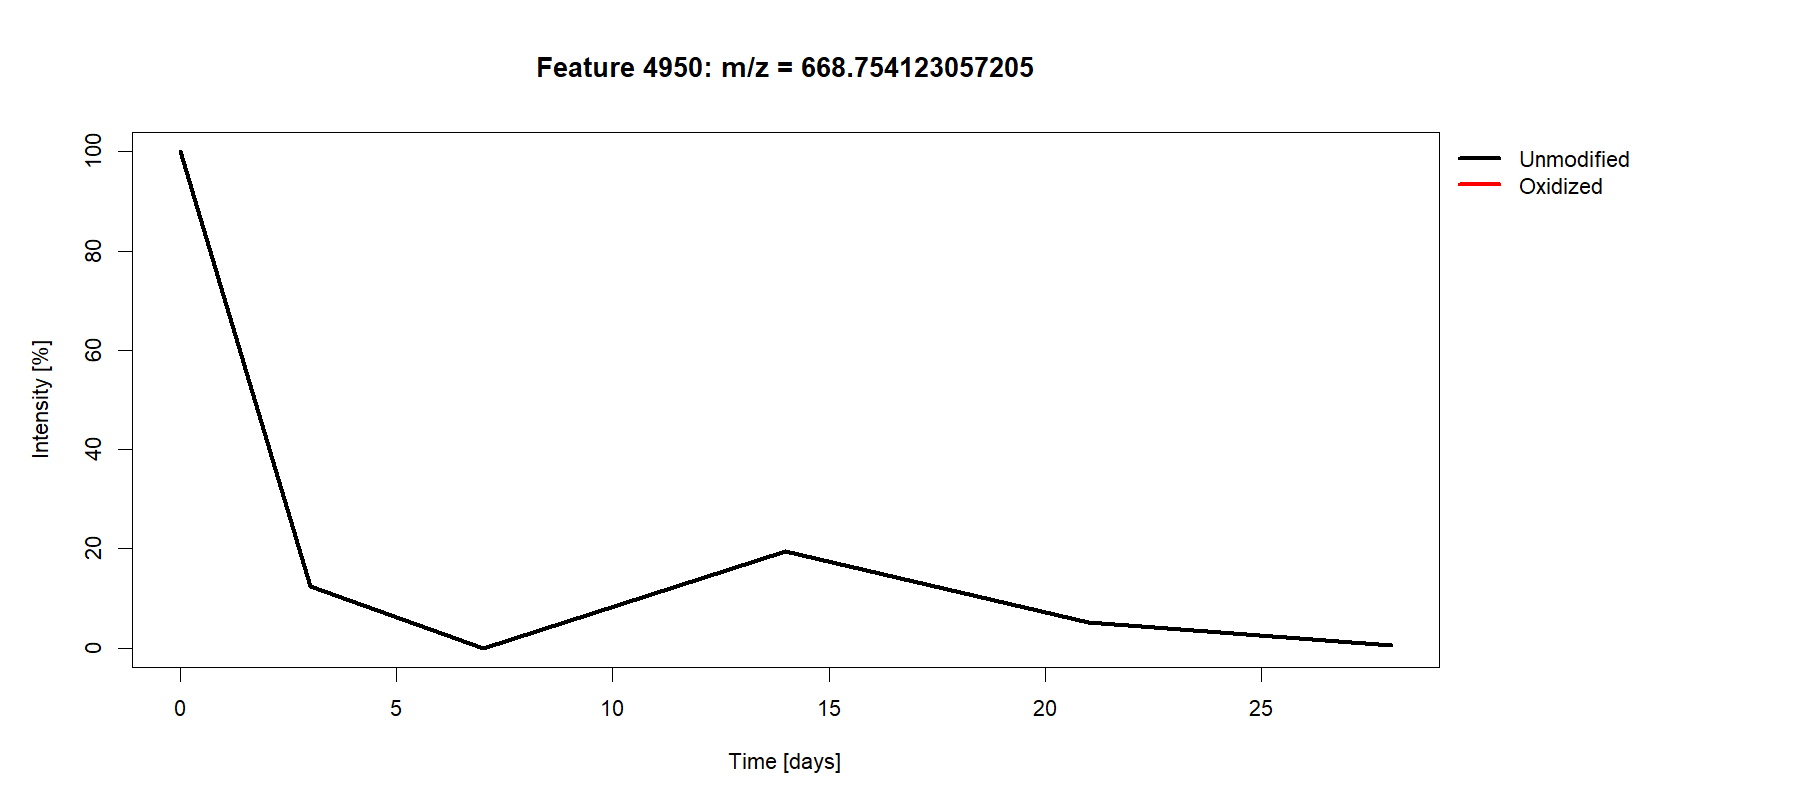 Feature 4950: m/z = 668.754123057205
Unmodified
Oxidized
Intensity [%]
100
80
60
40
20
0
0 5 10 15 20 25
Time [days]